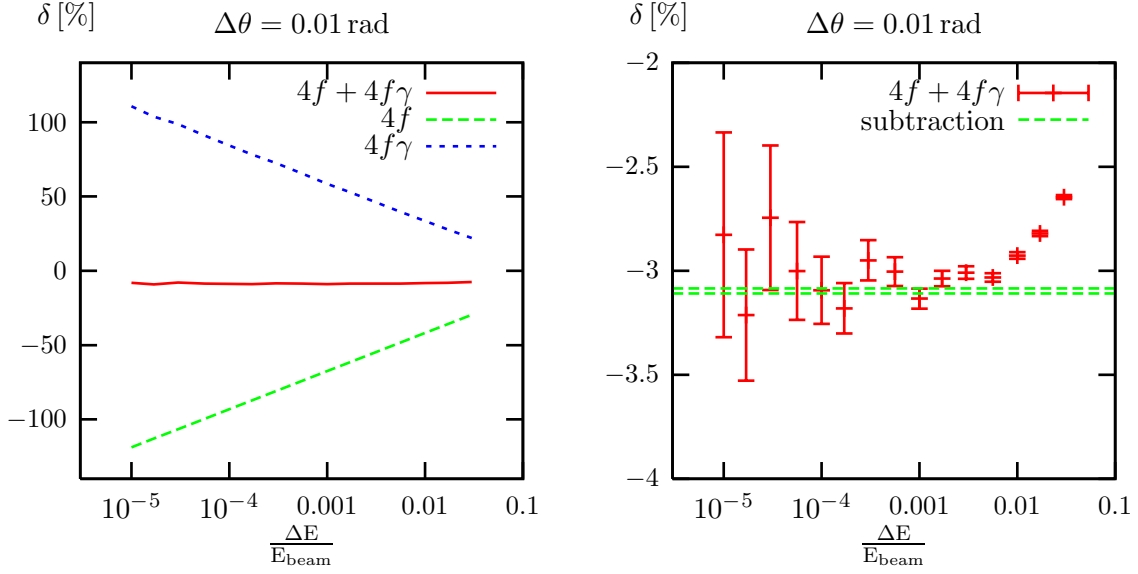 δ [%]
Δθ = 0.01 rad
4f + 4fγ
4f
4fγ
100
50
0
−50
−100
10⁻⁵
10⁻⁴
0.001
0.01
0.1
ΔE
E_beam
δ [%]
Δθ = 0.01 rad
4f + 4fγ
subtraction
−2
−2.5
−3
−3.5
−4
10⁻⁵
10⁻⁴
0.001
0.01
0.1
ΔE
E_beam